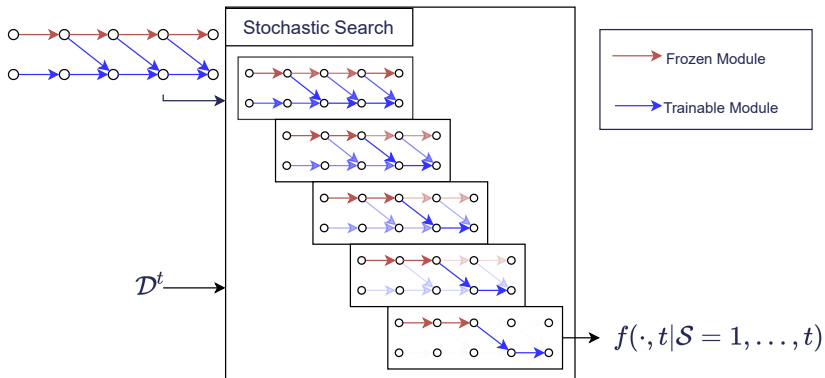 Stochastic Search
Frozen Module
Trainable Module
𝒟^t
f(·, t|𝒮 = 1, . . . , t)